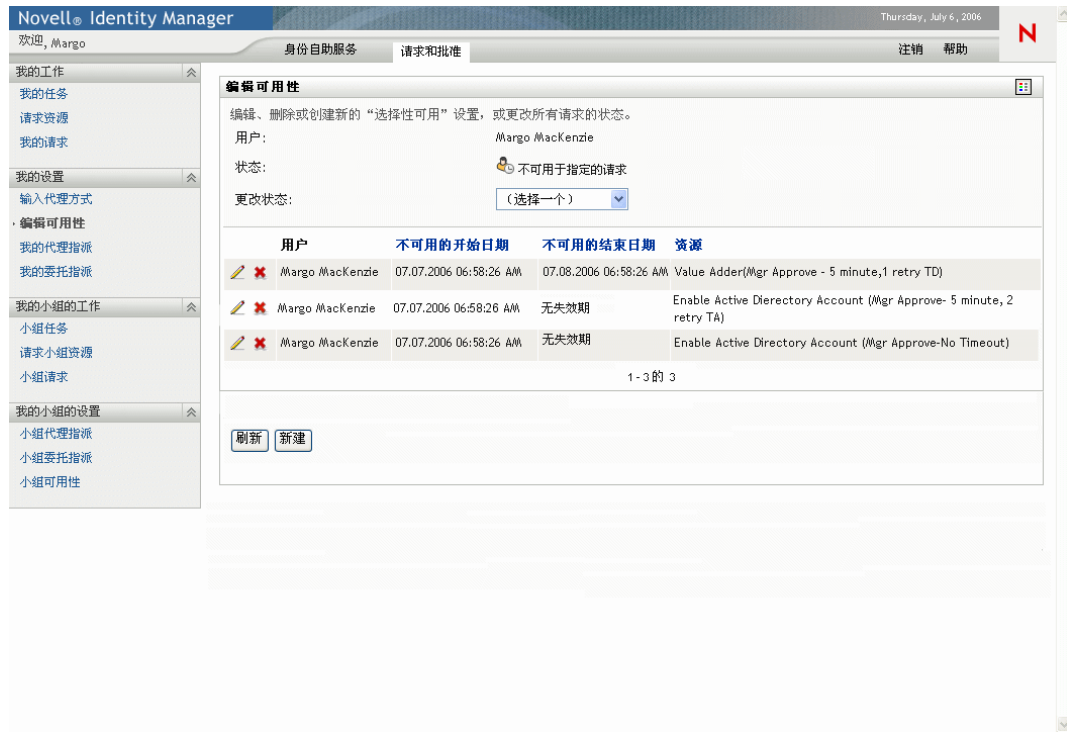 Novell® Identity Manager
Thursday, July 6, 2006
N
欢迎, Margo
身份自助服务
请求和批准
注销
帮助
我的工作
我的任务
请求资源
我的请求
我的设置
输入代理方式
编辑可用性
我的代理指派
我的委托指派
我的小组的工作
小组任务
请求小组资源
小组请求
我的小组的设置
小组代理指派
小组委托指派
小组可用性
编辑可用性
编辑、删除或创建新的“选择性可用”设置，或更改所有请求的状态。
用户: Margo MacKenzie
状态: 不可用于指定的请求
更改状态: （选择一个）
用户 不可用的开始日期 不可用的结束日期 资源
Margo MacKenzie 07.07.2006 06:58:26 AM 07.08.2006 06:58:26 AM Value Adder(Mgr Approve - 5 minute,1 retry TD)
Margo MacKenzie 07.07.2006 06:58:26 AM 无失效期 Enable Active Dierectory Account (Mgr Approve- 5 minute, 2
retry TA)
Margo MacKenzie 07.07.2006 06:58:26 AM 无失效期 Enable Active Directory Account (Mgr Approve-No Timeout)
1-3的 3
刷新 新建